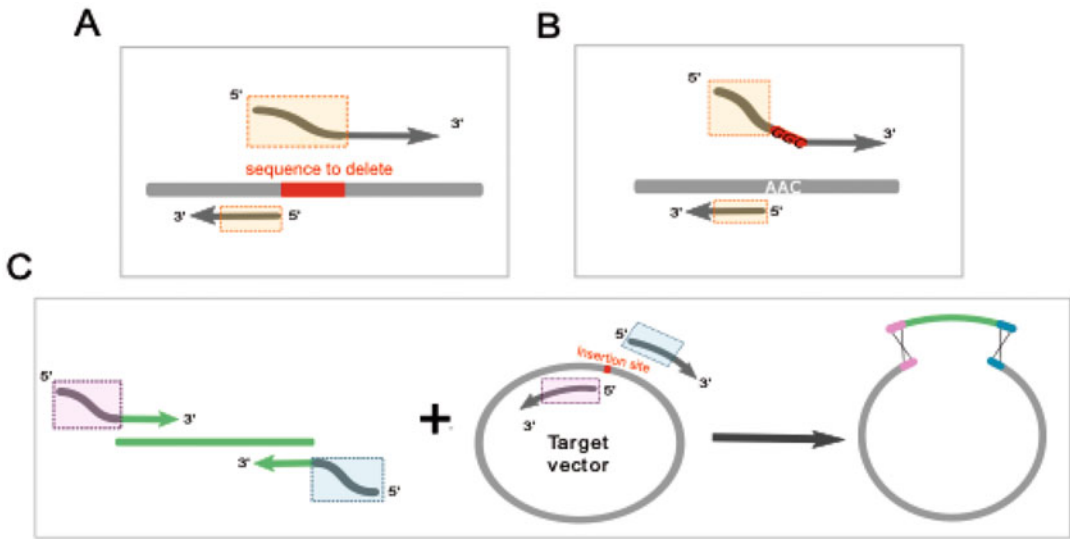 A
5'
3'
sequence to delete
3'
5'
B
5'
GGC
3'
AAC
3'
5'
C
5'
3'
3'
5'
+
5'
insertion site
3'
5'
3'
Target
vector